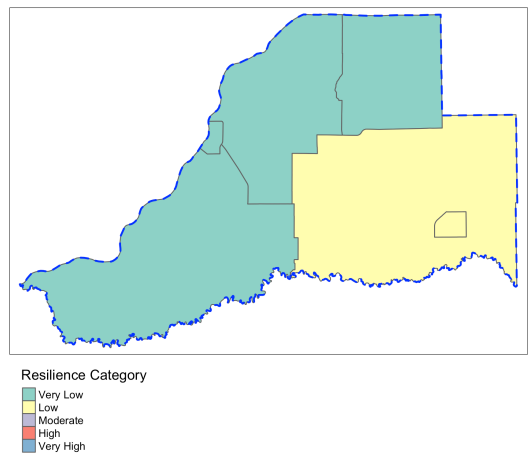 Resilience Category
Very Low
Low
Moderate
High
Very High